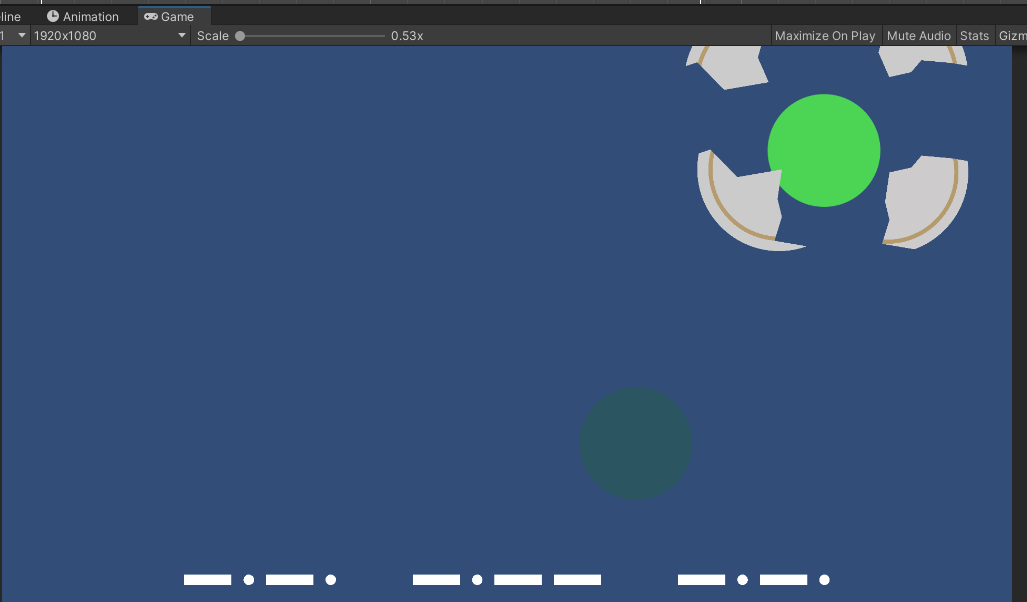 line Animation Game
1 1920x1080 Scale 0.53x Maximize On Play Mute Audio Stats Gizm
-.-. -.-- -.-.